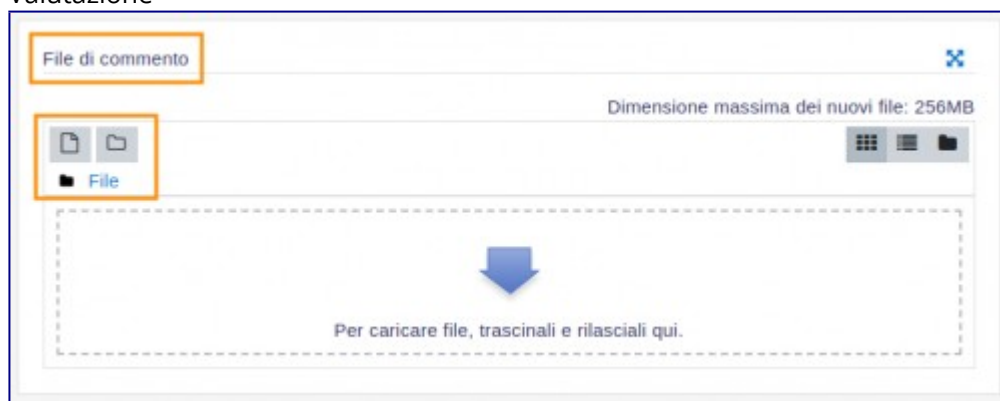 Valutazione
File di commento
Dimensione massima dei nuovi file: 256MB
File
Per caricare file, trascinali e rilasciali qui.